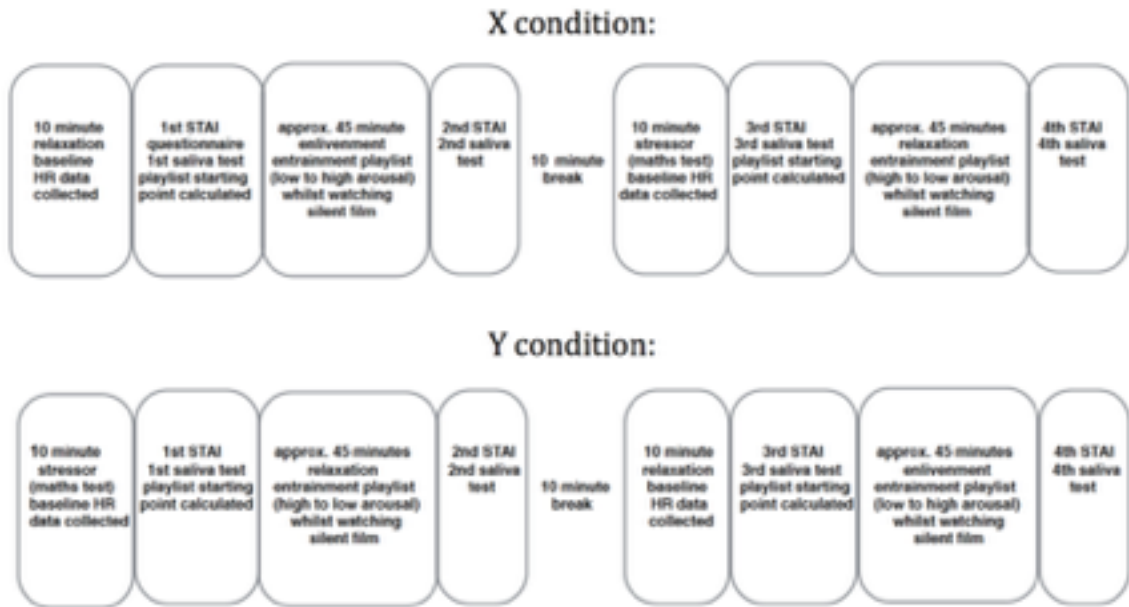 X condition:
10 minute
relaxation
baseline
HR data
collected
1st STAI
questionnaire
1st saliva test
playlist starting
point calculated
approx. 45 minute
enlivenment
entrainment playlist
(low to high arousal)
whilst watching
silent film
2nd STAI
2nd saliva
test
10 minute
break
10 minute
stressor
(maths test)
baseline HR
data collected
3rd STAI
3rd saliva test
playlist starting
point calculated
approx. 45 minutes
relaxation
entrainment playlist
(high to low arousal)
whilst watching
silent film
4th STAI
4th saliva
test
Y condition:
10 minute
stressor
(maths test)
baseline HR
data collected
1st STAI
1st saliva test
playlist starting
point calculated
approx. 45 minutes
relaxation
entrainment playlist
(high to low arousal)
whilst watching
silent film
2nd STAI
2nd saliva
test
10 minute
break
10 minute
relaxation
baseline
HR data
collected
3rd STAI
3rd saliva test
playlist starting
point calculated
approx. 45 minutes
enlivenment
entrainment playlist
(low to high arousal)
whilst watching
silent film
4th STAI
4th saliva
test